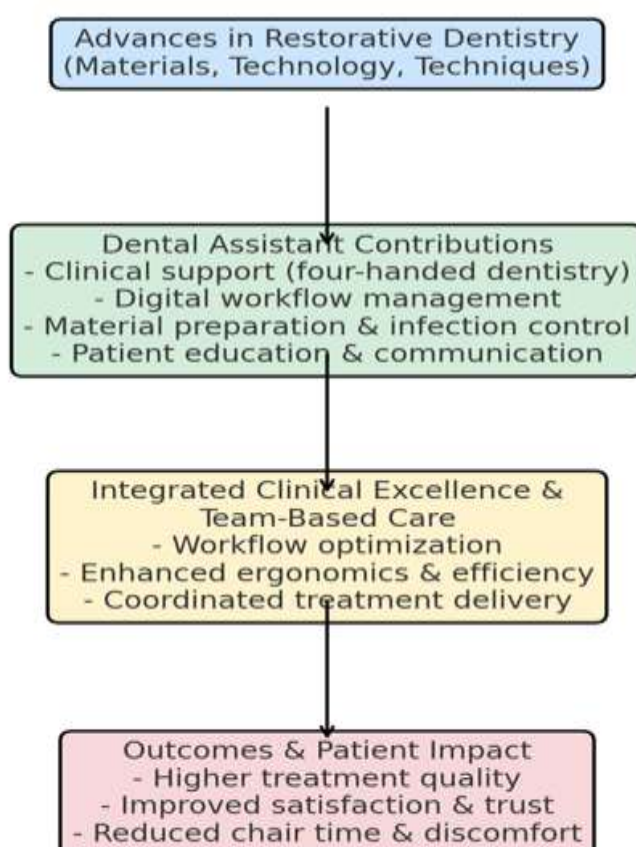 Advances in Restorative Dentistry
(Materials, Technology, Techniques)
Dental Assistant Contributions
- Clinical support (four-handed dentistry)
- Digital workflow management
- Material preparation & infection control
- Patient education & communication
Integrated Clinical Excellence &
Team-Based Care
- Workflow optimization
- Enhanced ergonomics & efficiency
- Coordinated treatment delivery
Outcomes & Patient Impact
- Higher treatment quality
- Improved satisfaction & trust
- Reduced chair time & discomfort